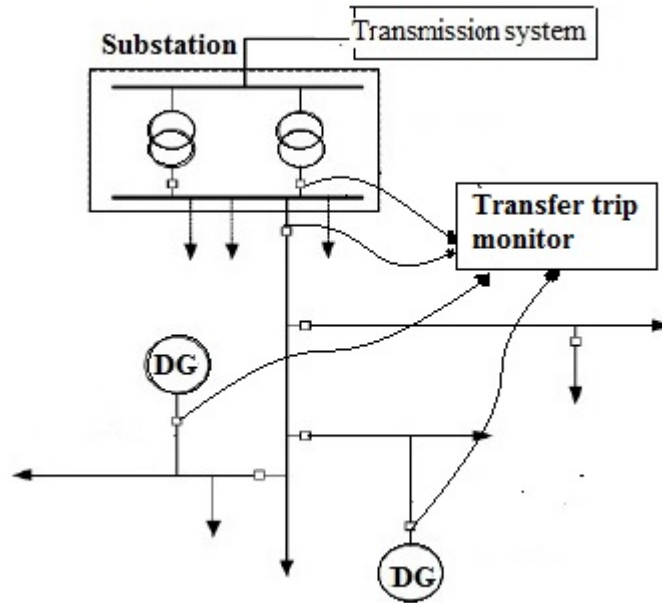 Substation
Transmission system
Transfer trip
monitor
DG
DG